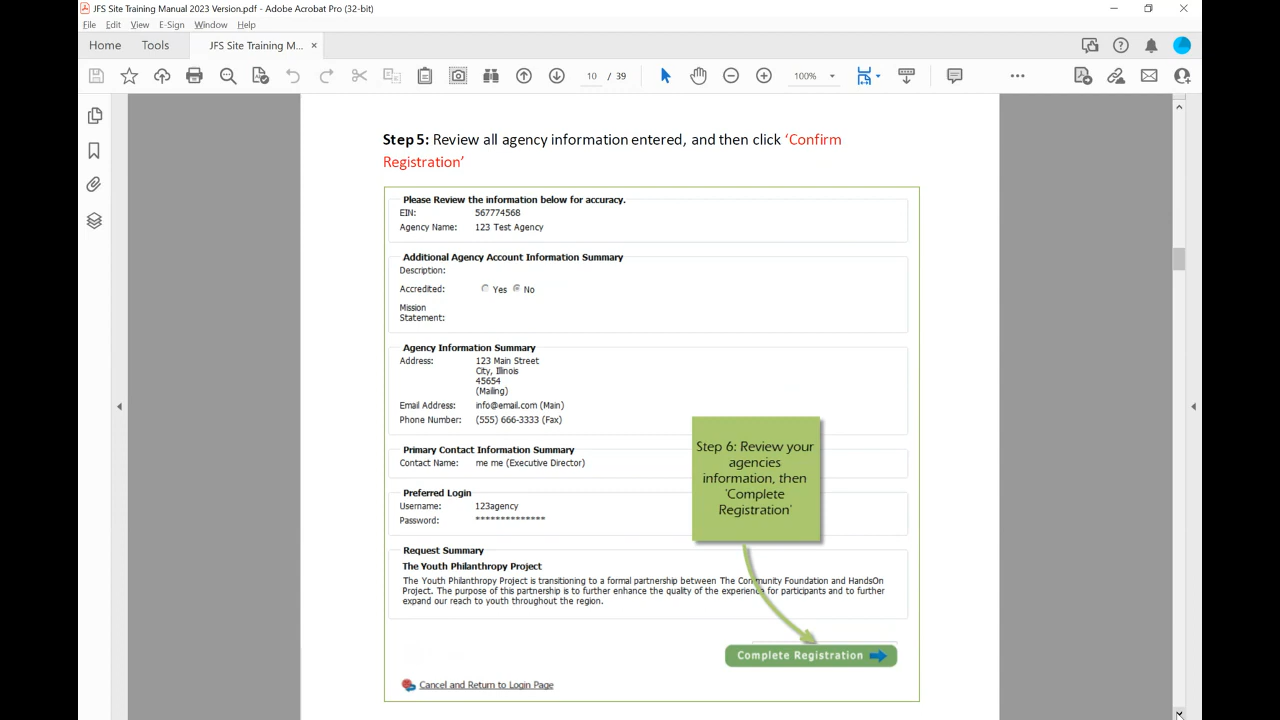 JFS Site Training Manual 2023 Version.pdf - Adobe Acrobat Pro (32-bit)
File Edit View E-Sign Window Help
Home Tools JFS Site Training M... ×
10 / 39 100%
Step 5: Review all agency information entered, and then click ‘Confirm
Registration’
Please Review the information below for accuracy.
EIN: 567774568
Agency Name: 123 Test Agency
Additional Agency Account Information Summary
Description:
Accredited: Yes No
Mission
Statement:
Agency Information Summary
Address: 123 Main Street
City, Illinois
45654
(Mailing)
Email Address: info@email.com (Main)
Phone Number: (555) 666-3333 (Fax)
Primary Contact Information Summary
Contact Name: me me (Executive Director)
Preferred Login
Username: 123agency
Password: **************
Step 6: Review your
agencies
information, then
'Complete
Registration'
Request Summary
The Youth Philanthropy Project
The Youth Philanthropy Project is transitioning to a formal partnership between The Community Foundation and HandsOn
Project. The purpose of this partnership is to further enhance the quality of the experience for participants and to further
expand our reach to youth throughout the region.
Complete Registration
Cancel and Return to Login Page